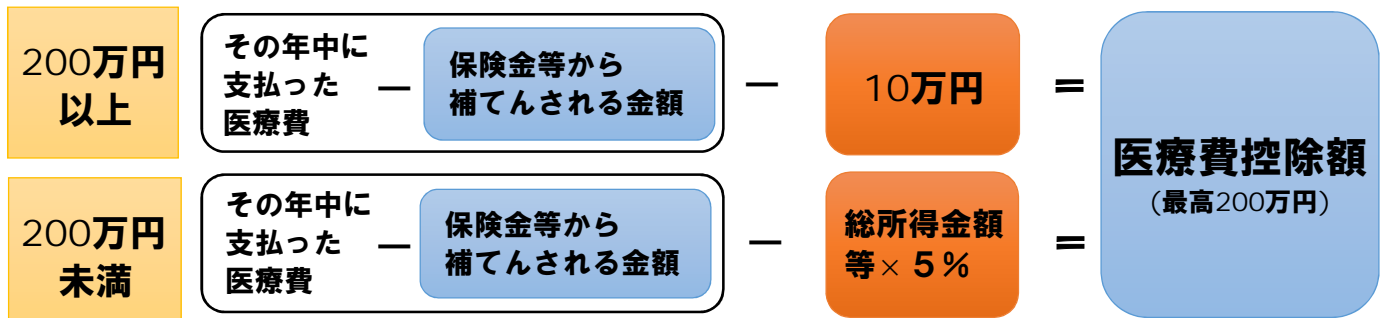 200万円
以上
その年中に
支払った
医療費
－
保険金等から
補てんされる金額
－
10万円
＝
200万円
未満
その年中に
支払った
医療費
－
保険金等から
補てんされる金額
－
総所得金額
等×５％
＝
医療費控除額
(最高200万円)